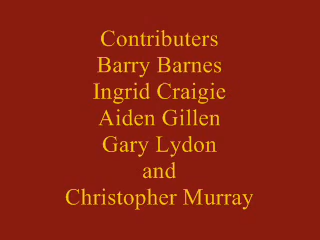 Contributers
Barry Barnes
Ingrid Craigie
Aiden Gillen
Gary Lydon
and
Christopher Murray